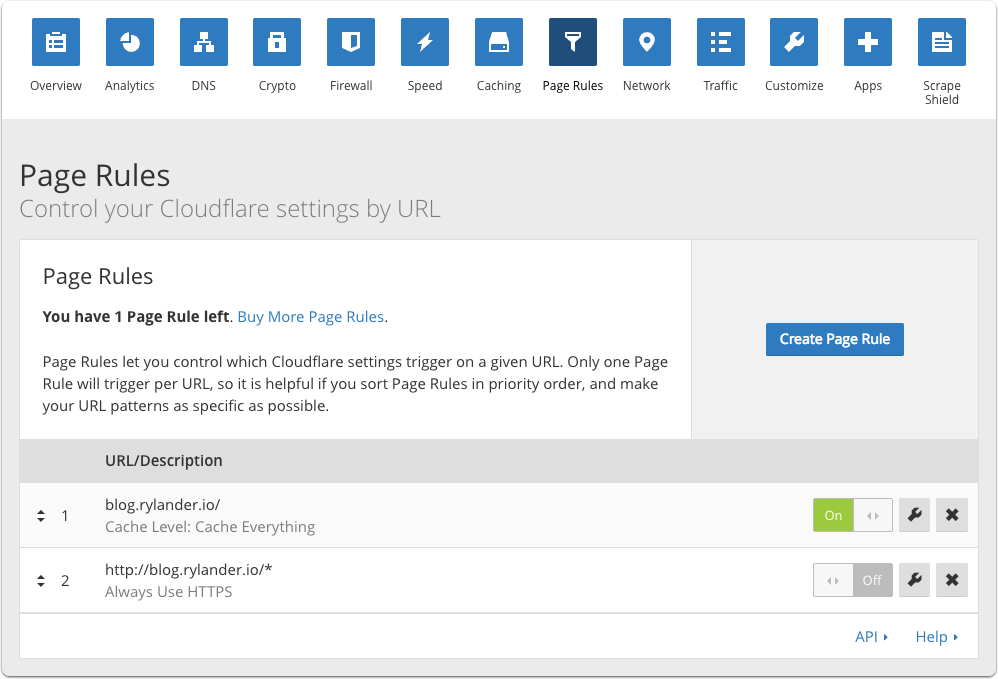 Overview
Analytics
DNS
Crypto
Firewall
Speed
Caching
Page Rules
Network
Traffic
Customize
Apps
Scrape
Shield
Page Rules
Control your Cloudflare settings by URL
Page Rules
You have 1 Page Rule left. Buy More Page Rules.
Create Page Rule
Page Rules let you control which Cloudflare settings trigger on a given URL. Only one Page
Rule will trigger per URL, so it is helpful if you sort Page Rules in priority order, and make
your URL patterns as specific as possible.
URL/Description
1
blog.rylander.io/
Cache Level: Cache Everything
On
2
http://blog.rylander.io/*
Always Use HTTPS
Off
API
Help